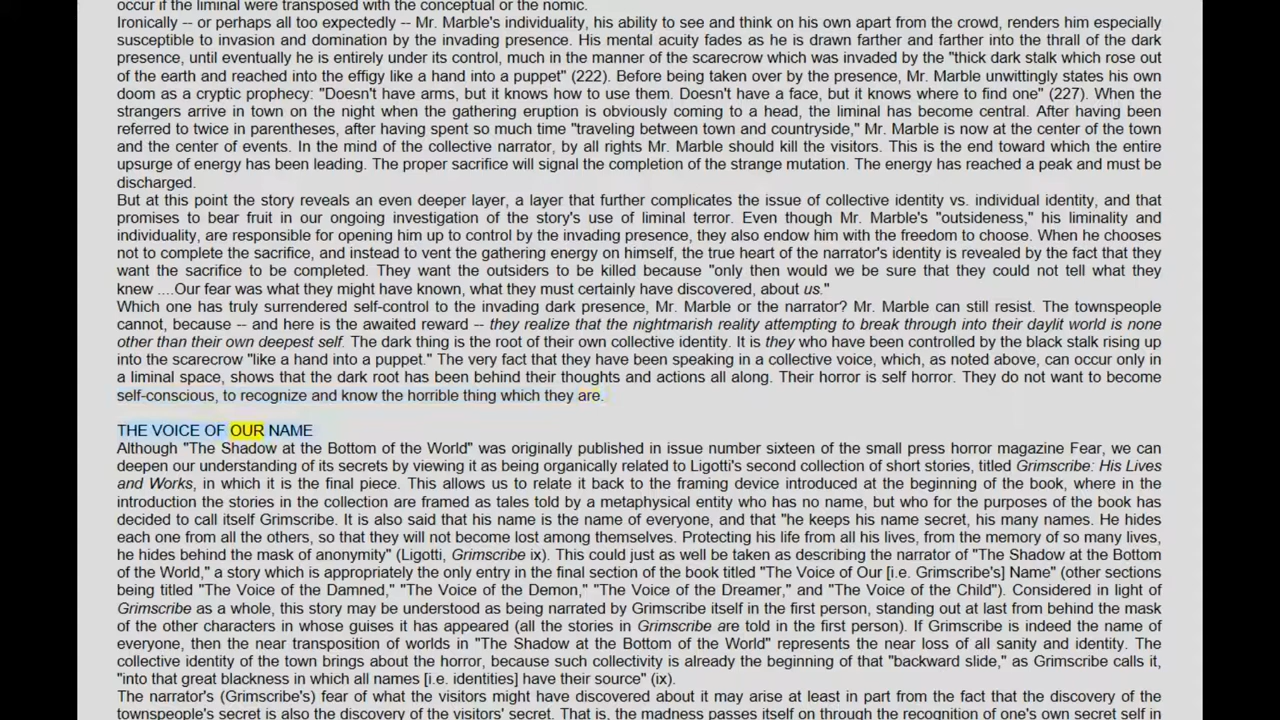 occur if the liminal were transposed with the conceptual or the nomic.
Ironically -- or perhaps all too expectedly -- Mr. Marble's individuality, his ability to see and think on his own apart from the crowd, renders him especially
susceptible to invasion and domination by the invading presence. His mental acuity fades as he is drawn farther and farther into the thrall of the dark
presence, until eventually he is entirely under its control, much in the manner of the scarecrow which was invaded by the "thick dark stalk which rose out
of the earth and reached into the effigy like a hand into a puppet" (222). Before being taken over by the presence, Mr. Marble unwittingly states his own
doom as a cryptic prophecy: "Doesn't have arms, but it knows how to use them. Doesn't have a face, but it knows where to find one" (227). When the
strangers arrive in town on the night when the gathering eruption is obviously coming to a head, the liminal has become central. After having been
referred to twice in parentheses, after having spent so much time "traveling between town and countryside," Mr. Marble is now at the center of the town
and the center of events. In the mind of the collective narrator, by all rights Mr. Marble should kill the visitors. This is the end toward which the entire
upsurge of energy has been leading. The proper sacrifice will signal the completion of the strange mutation. The energy has reached a peak and must be
discharged.
But at this point the story reveals an even deeper layer, a layer that further complicates the issue of collective identity vs. individual identity, and that
promises to bear fruit in our ongoing investigation of the story's use of liminal terror. Even though Mr. Marble's "outsideness," his liminality and
individuality, are responsible for opening him up to control by the invading presence, they also endow him with the freedom to choose. When he chooses
not to complete the sacrifice, and instead to vent the gathering energy on himself, the true heart of the narrator's identity is revealed by the fact that they
want the sacrifice to be completed. They want the outsiders to be killed because "only then would we be sure that they could not tell what they
knew ....Our fear was what they might have known, what they must certainly have discovered, about us."
Which one has truly surrendered self-control to the invading dark presence, Mr. Marble or the narrator? Mr. Marble can still resist. The townspeople
cannot, because -- and here is the awaited reward -- they realize that the nightmarish reality attempting to break through into their daylit world is none
other than their own deepest self. The dark thing is the root of their own collective identity. It is they who have been controlled by the black stalk rising up
into the scarecrow "like a hand into a puppet." The very fact that they have been speaking in a collective voice, which, as noted above, can occur only in
a liminal space, shows that the dark root has been behind their thoughts and actions all along. Their horror is self horror. They do not want to become
self-conscious, to recognize and know the horrible thing which they are.
THE VOICE OF OUR NAME
Although "The Shadow at the Bottom of the World" was originally published in issue number sixteen of the small press horror magazine Fear, we can
deepen our understanding of its secrets by viewing it as being organically related to Ligotti's second collection of short stories, titled Grimscribe: His Lives
and Works, in which it is the final piece. This allows us to relate it back to the framing device introduced at the beginning of the book, where in the
introduction the stories in the collection are framed as tales told by a metaphysical entity who has no name, but who for the purposes of the book has
decided to call itself Grimscribe. It is also said that his name is the name of everyone, and that "he keeps his name secret, his many names. He hides
each one from all the others, so that they will not become lost among themselves. Protecting his life from all his lives, from the memory of so many lives,
he hides behind the mask of anonymity" (Ligotti, Grimscribe ix). This could just as well be taken as describing the narrator of "The Shadow at the Bottom
of the World," a story which is appropriately the only entry in the final section of the book titled "The Voice of Our [i.e. Grimscribe's] Name" (other sections
being titled "The Voice of the Damned," "The Voice of the Demon," "The Voice of the Dreamer," and "The Voice of the Child"). Considered in light of
Grimscribe as a whole, this story may be understood as being narrated by Grimscribe itself in the first person, standing out at last from behind the mask
of the other characters in whose guises it has appeared (all the stories in Grimscribe are told in the first person). If Grimscribe is indeed the name of
everyone, then the near transposition of worlds in "The Shadow at the Bottom of the World" represents the near loss of all sanity and identity. The
collective identity of the town brings about the horror, because such collectivity is already the beginning of that "backward slide," as Grimscribe calls it,
"into that great blackness in which all names [i.e. identities] have their source" (ix).
The narrator's (Grimscribe's) fear of what the visitors might have discovered about it may arise at least in part from the fact that the discovery of the
townspeople's secret is also the discovery of the visitors' secret. That is, the madness passes itself on through the recognition of one's own secret self in